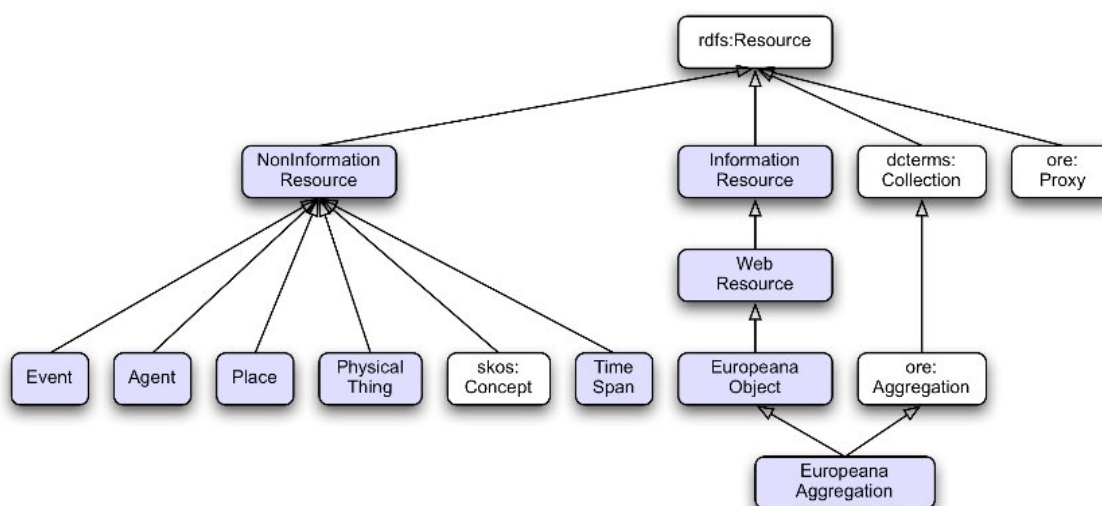 rdfs:Resource
NonInformation
Resource
Information
Resource
dcterms:
Collection
ore:
Proxy
Web
Resource
Event
Agent
Place
Physical
Thing
skos:
Concept
Time
Span
Europeana
Object
ore:
Aggregation
Europeana
Aggregation